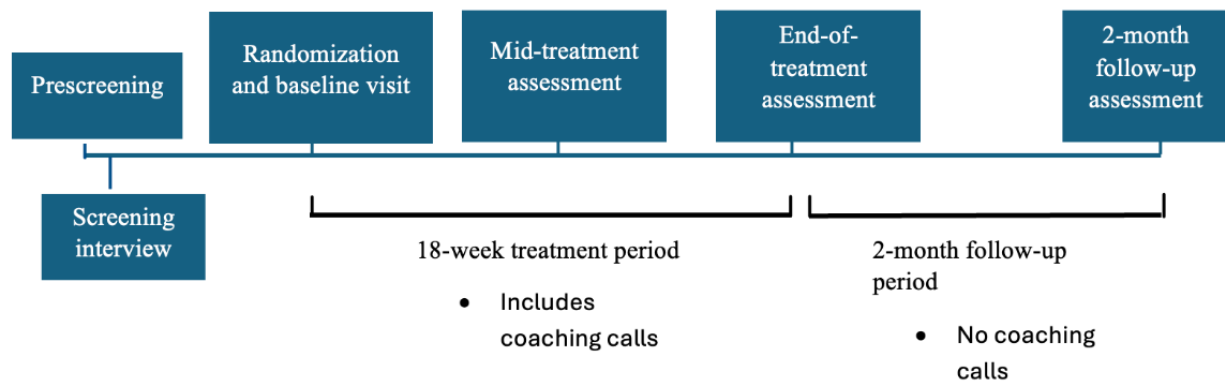 Prescreening
Randomization
and baseline visit
Mid-treatment
assessment
End-of-
treatment
assessment
2-month
follow-up
assessment
Screening
interview
18-week treatment period
• Includes
coaching calls
2-month follow-up
period
• No coaching
calls